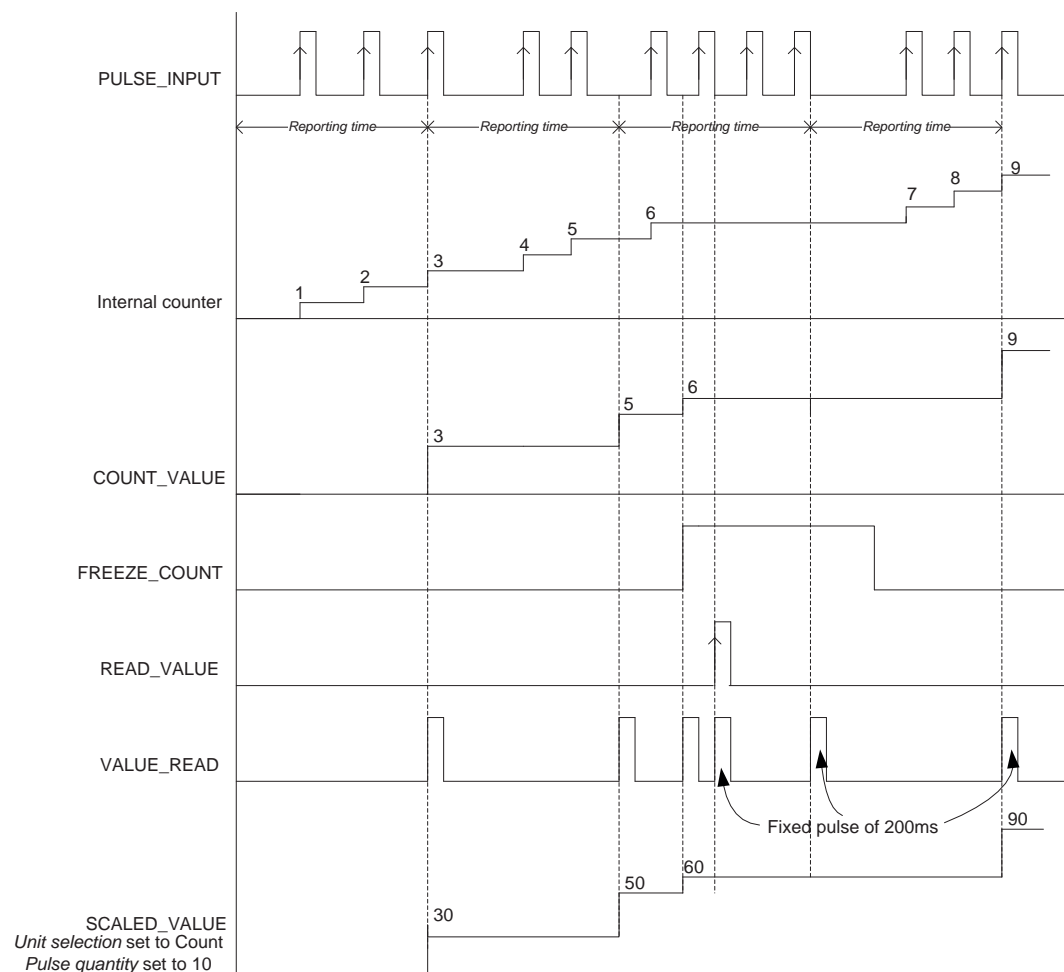 PULSE_INPUT
Reporting time
Reporting time
Reporting time
Reporting time
Internal counter
1
2
3
4
5
6
7
8
9
COUNT_VALUE
3
5
6
9
FREEZE_COUNT
READ_VALUE
VALUE_READ
Fixed pulse of 200ms
SCALED_VALUE
Unit selection set to Count
Pulse quantity set to 10
30
50
60
90